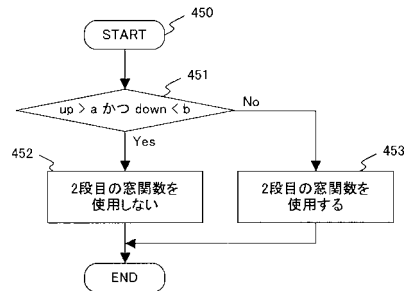 450
START
451
up > a かつ down < b
No
Yes
452
453
2段目の窓関数を
使用しない
2段目の窓関数を
使用する
END